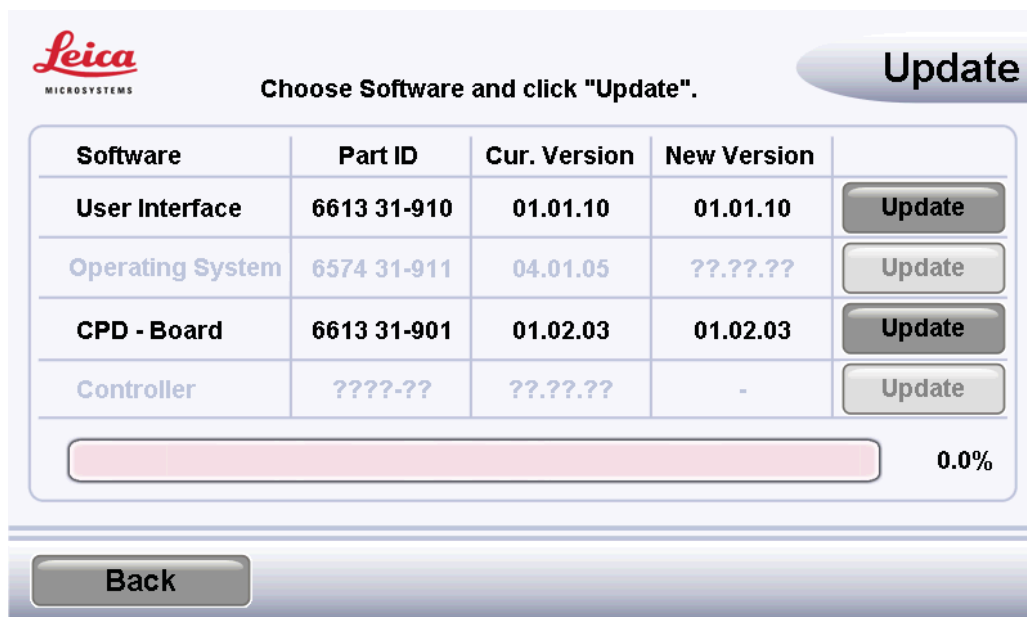 Leica
MICROSYSTEMS
Choose Software and click "Update".
Update
Software Part ID Cur. Version New Version
User Interface 6613 31-910 01.01.10 01.01.10 Update
Operating System 6574 31-911 04.01.05 ??.??.?? Update
CPD - Board 6613 31-901 01.02.03 01.02.03 Update
Controller ????-?? ??.??.?? - Update
0.0%
Back